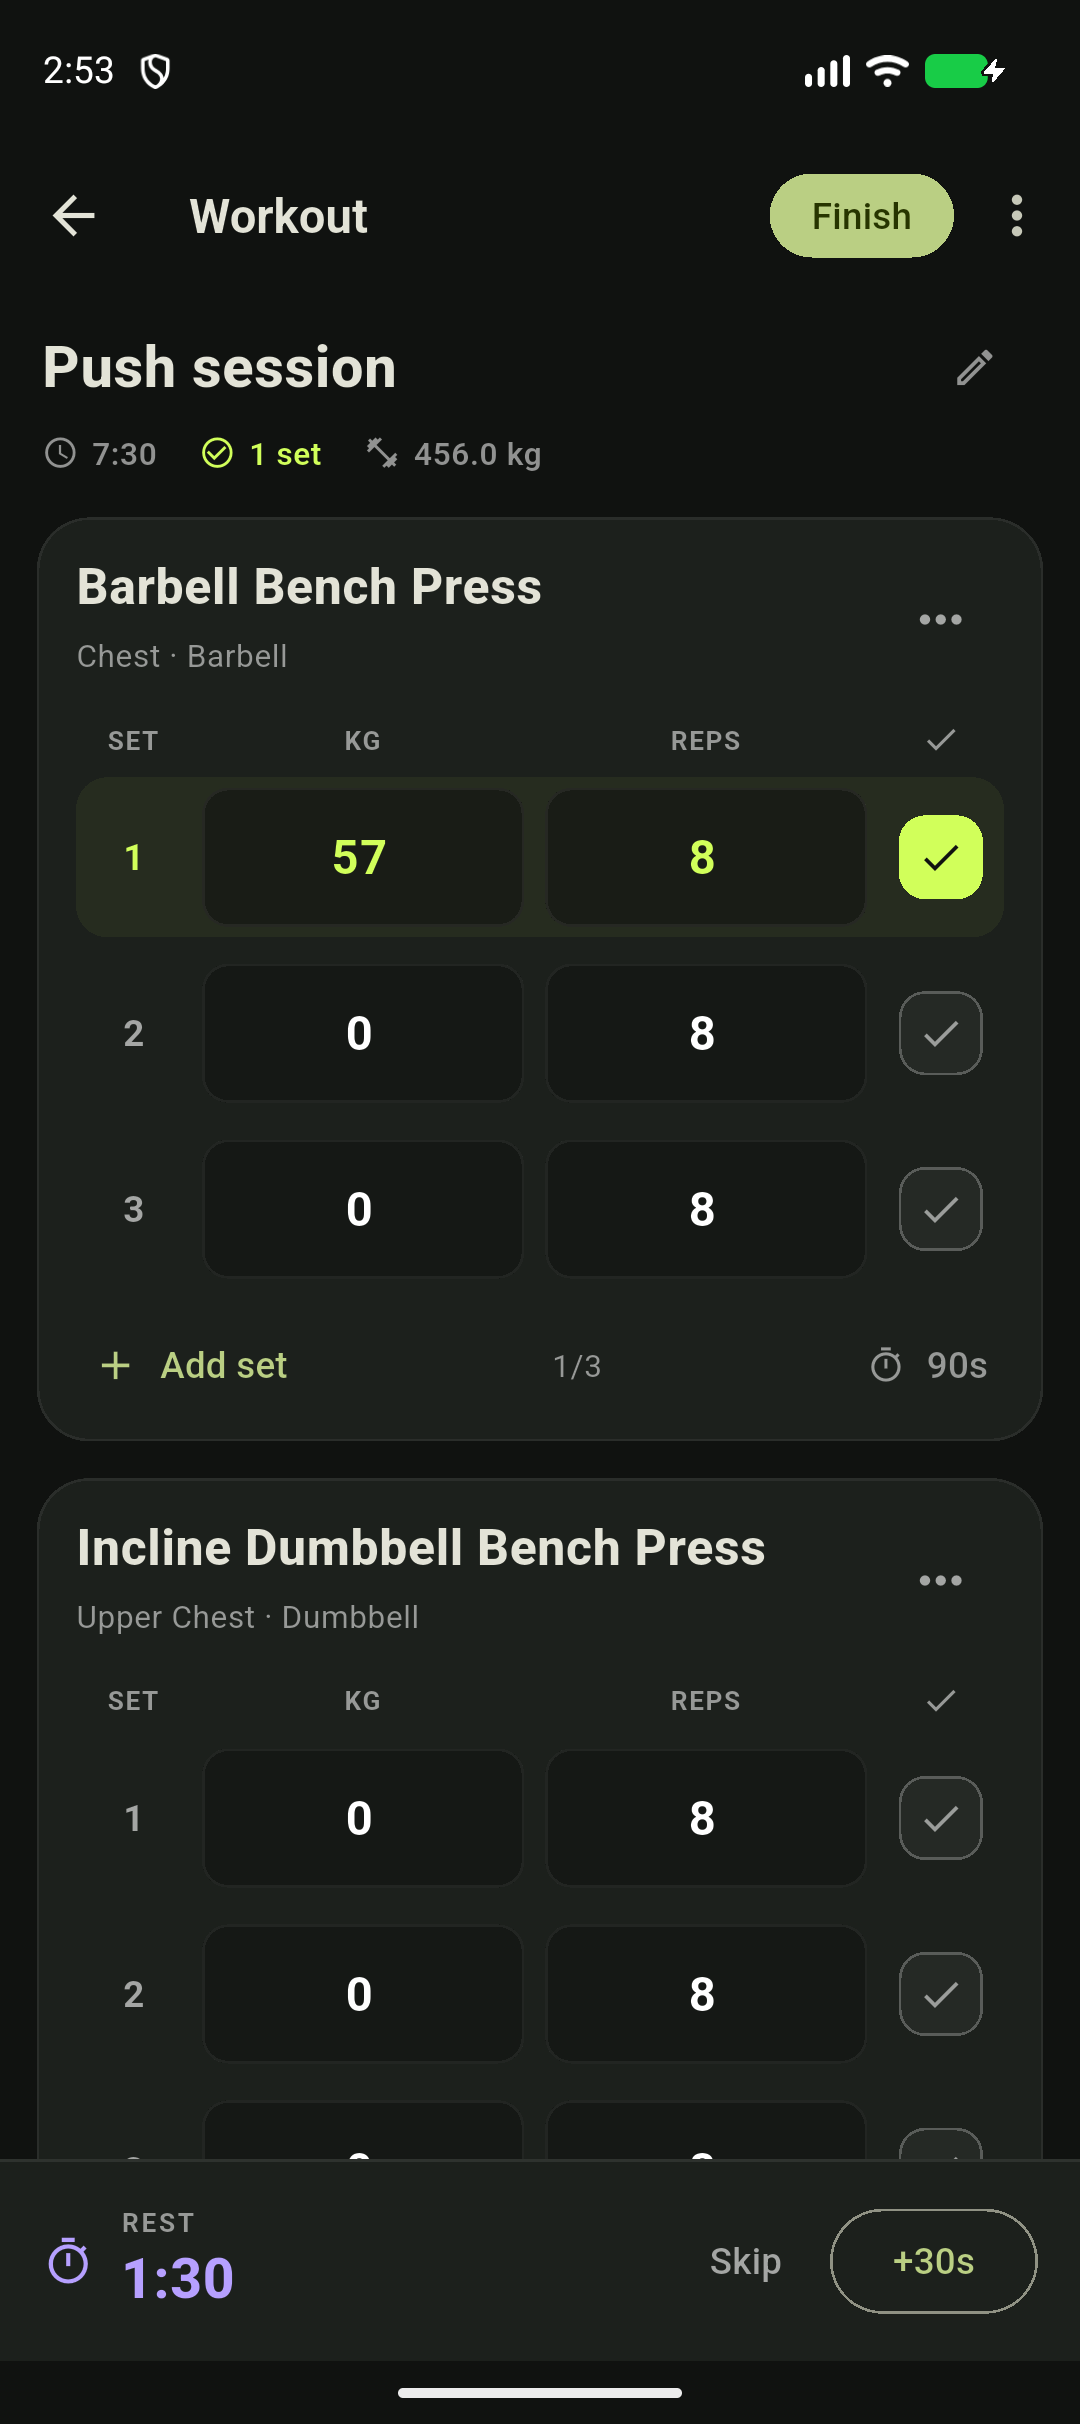 2:53
Workout
Finish
Push session
7:30 1 set 456.0 kg
Barbell Bench Press
Chest · Barbell
SET KG REPS
1 57 8
2 0 8
3 0 8
Add set 1/3 90s
Incline Dumbbell Bench Press
Upper Chest · Dumbbell
SET KG REPS
1 0 8
2 0 8
REST
1:30
Skip +30s